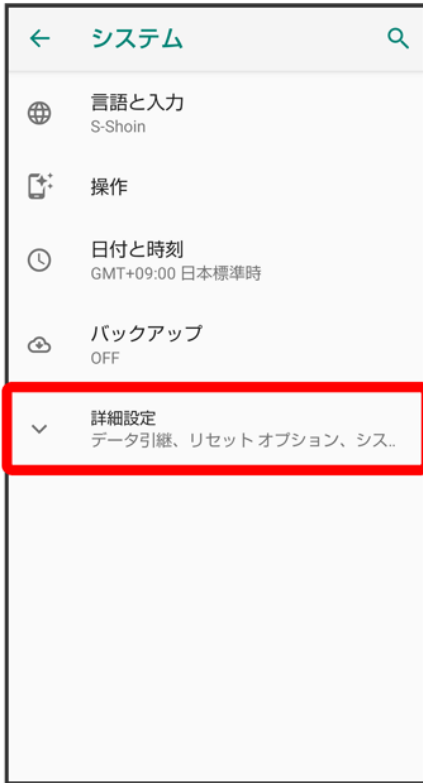 システム
言語と入力
S-Shoin
操作
日付と時刻
GMT+09:00 日本標準時
バックアップ
OFF
詳細設定
データ引継、リセット オプション、シス..